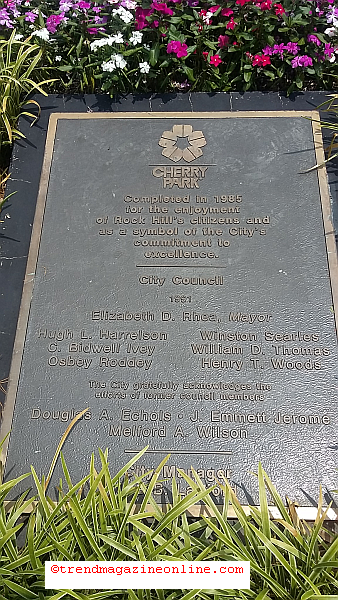 CHERRY
PARK
Completed in 1985
for the enjoyment
of Rock Hill's citizens and
as a symbol of the City's
commitment to
excellence.
City Council
Elizabeth D. Rhea, Mayor
Hugh L. Harrelson Winston Searles
C. Bidwell Ivey William D. Thomas
Osbey Roddey Henry T. Woods
The City gratefully acknowledges the
efforts of former council members
Douglas A. Echols · J. Emmett Jerome
Melford A. Wilson
City Manager
©trendmagazineonline.com.